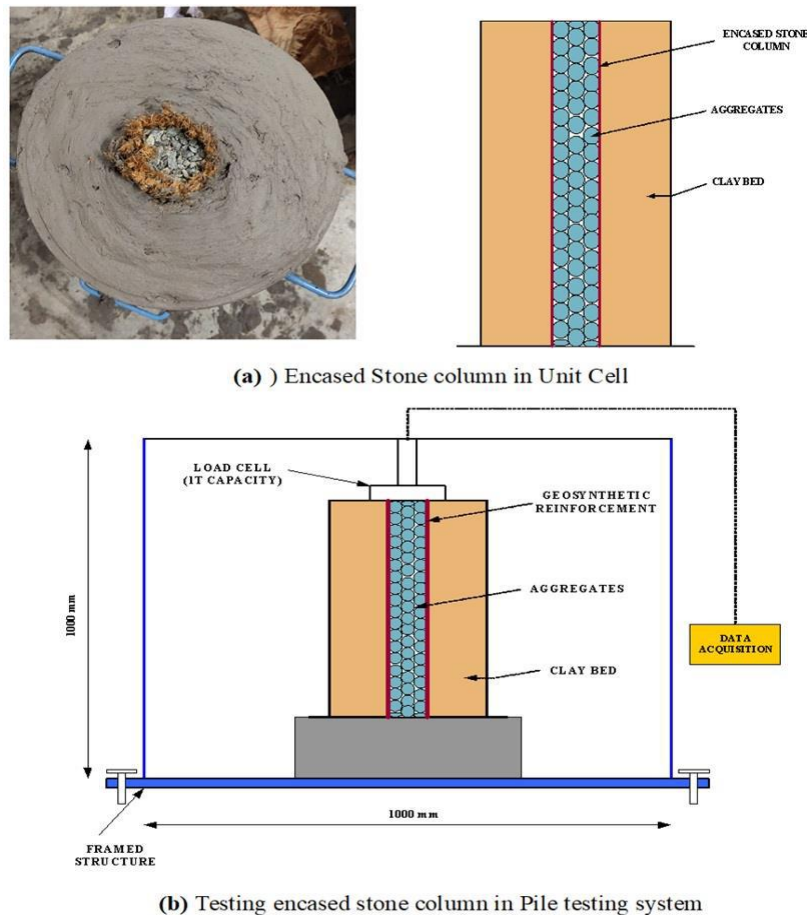 ENCASED STONE
COLUMN
AGGREGATES
CLAY BED
(a) ) Encased Stone column in Unit Cell
LOAD CELL
(1T CAPACITY)
GEOSYNTHETIC
REINFORCEMENT
AGGREGATES
1000 mm
DATA
ACQUISITION
CLAY BED
1000 mm
FRAMED
STRUCTURE
(b) Testing encased stone column in Pile testing system